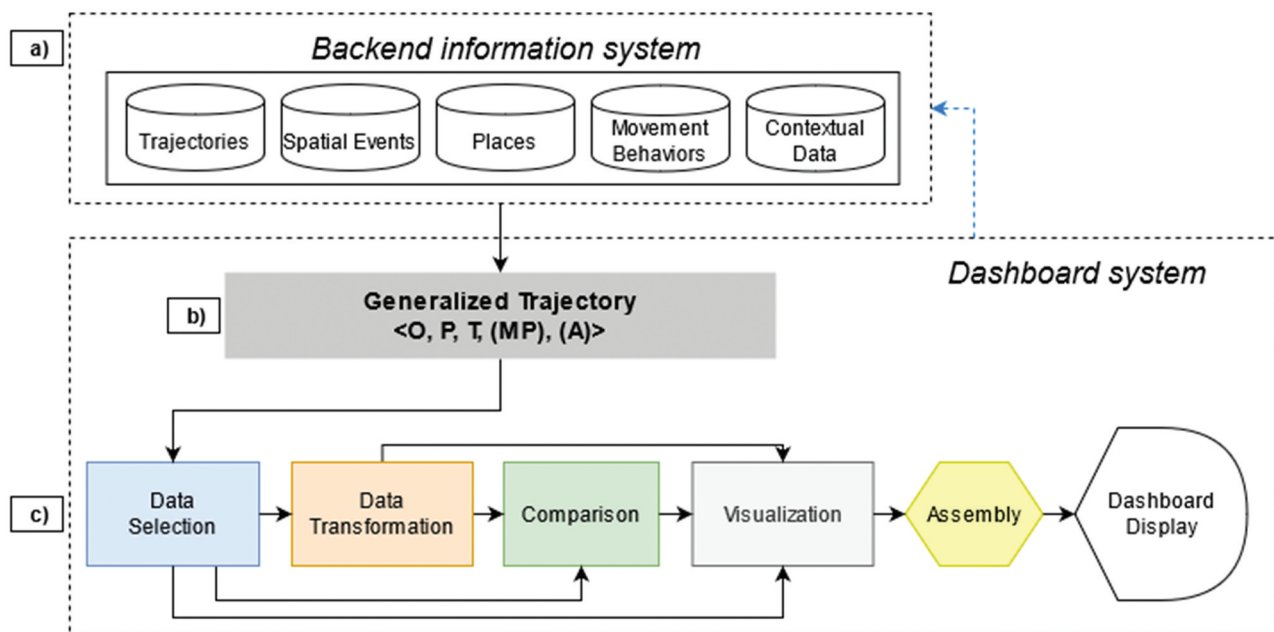 a)
Backend information system
Trajectories
Spatial Events
Places
Movement
Behaviors
Contextual
Data
Dashboard system
b)
Generalized Trajectory
<O, P, T, (MP), (A)>
c)
Data
Selection
Data
Transformation
Comparison
Visualization
Assembly
Dashboard
Display